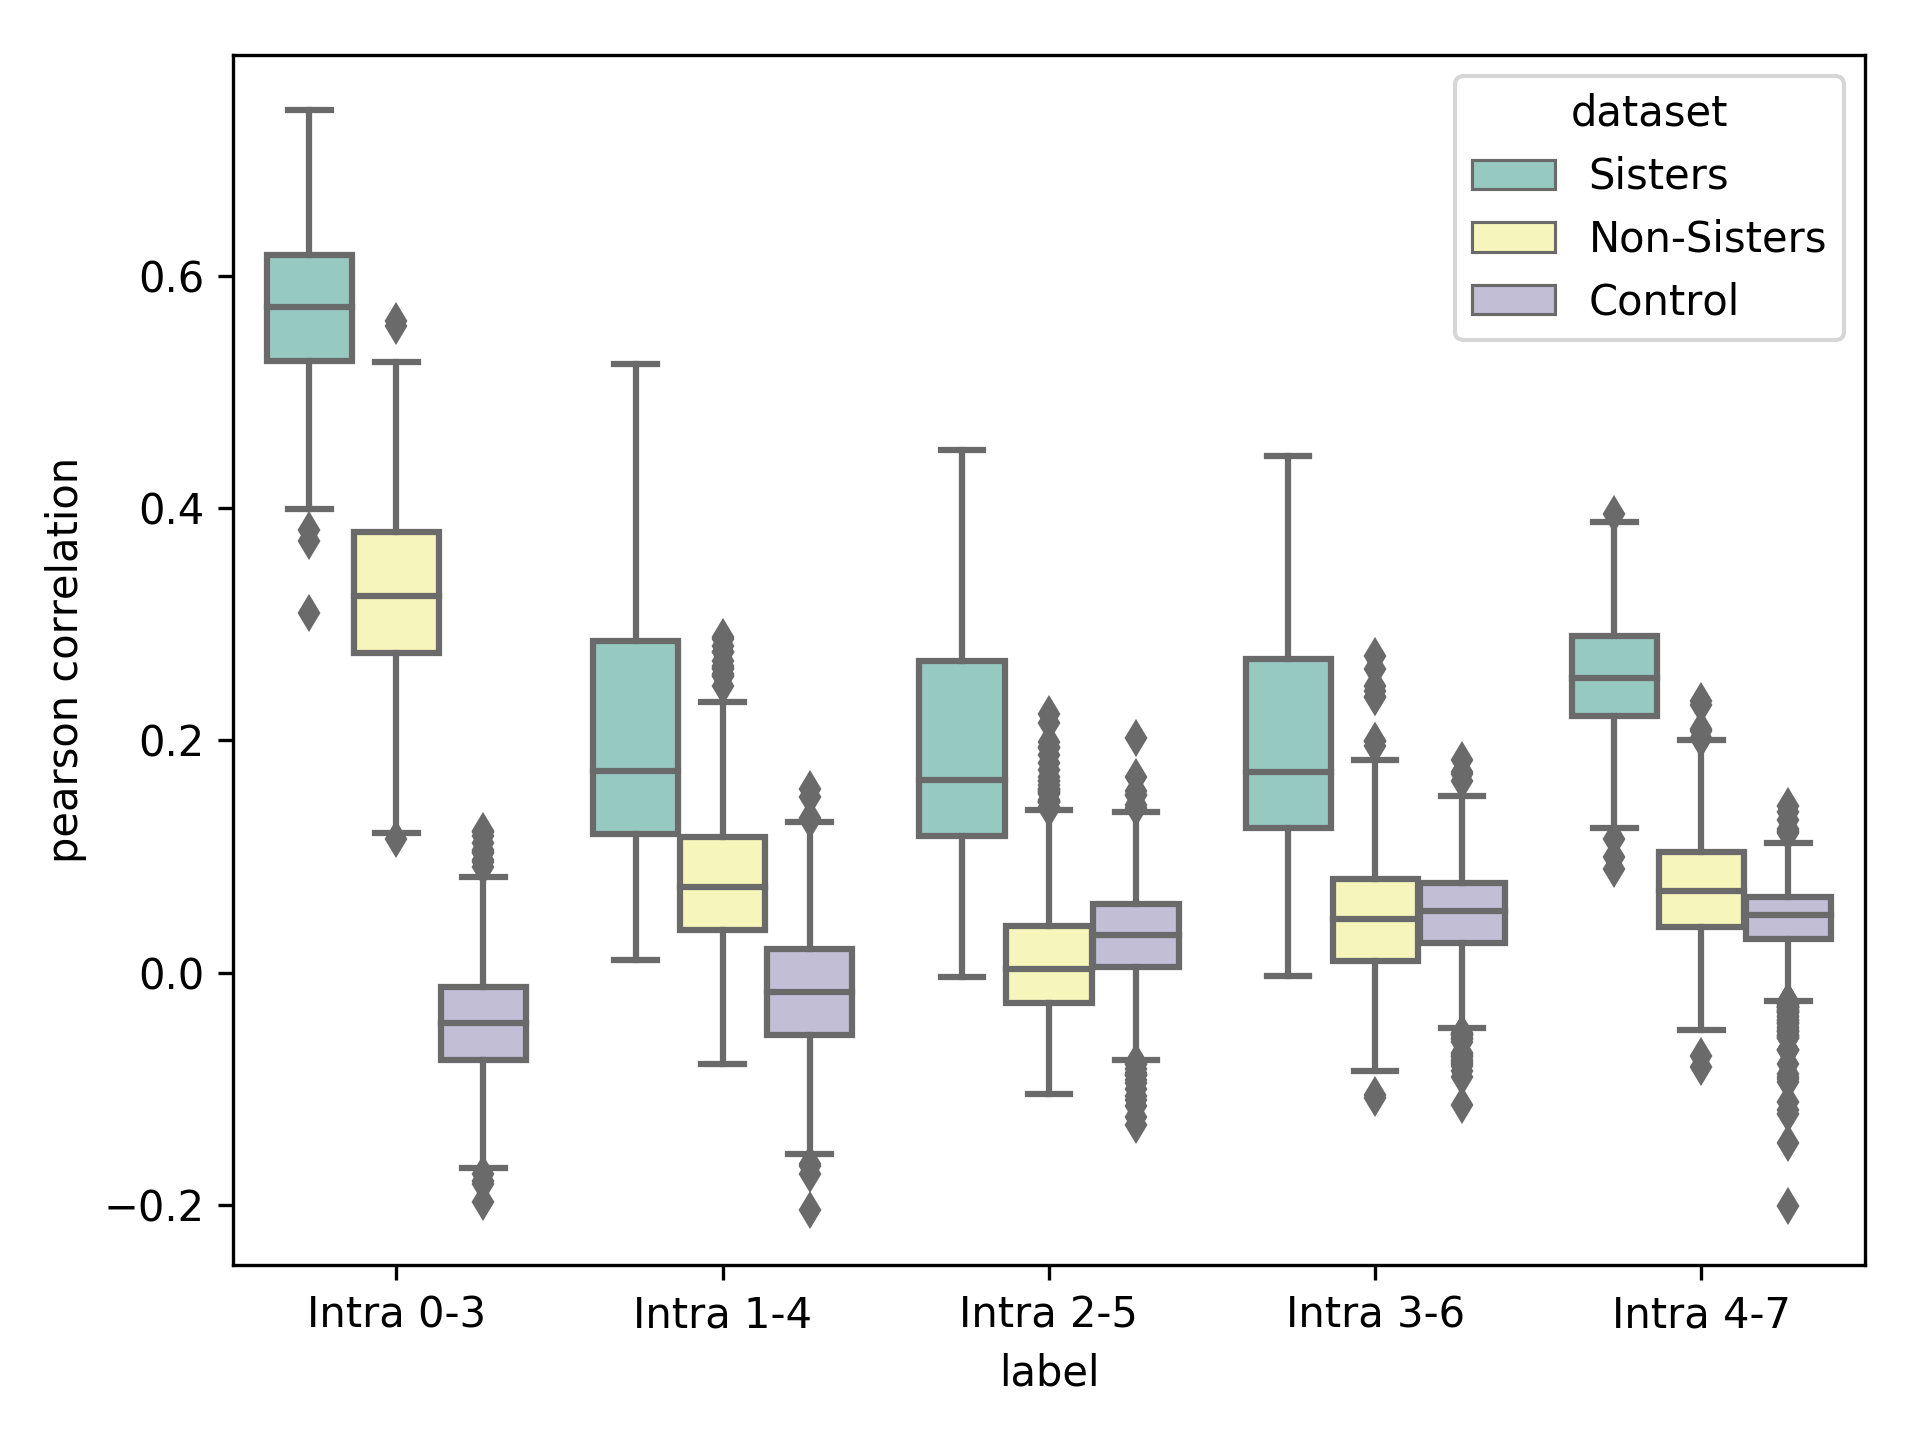 dataset
Sisters
Non-Sisters
Control
0.6
0.4
0.2
0.0
−0.2
pearson correlation
Intra 0-3 Intra 1-4 Intra 2-5 Intra 3-6 Intra 4-7
label